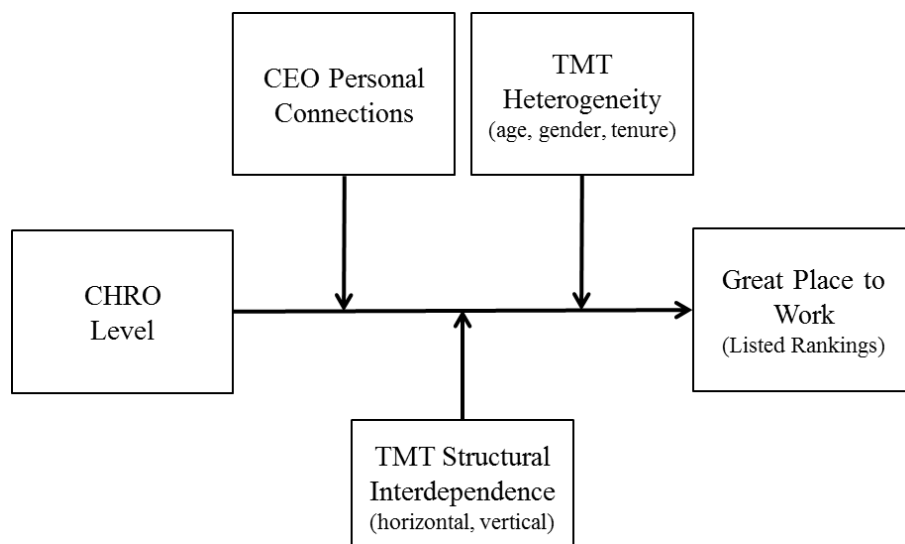 CEO Personal
Connections
TMT
Heterogeneity
(age, gender, tenure)
CHRO
Level
Great Place to
Work
(Listed Rankings)
TMT Structural
Interdependence
(horizontal, vertical)